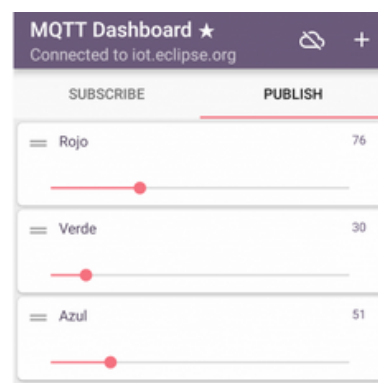 MQTT Dashboard ★
Connected to iot.eclipse.org
SUBSCRIBE PUBLISH
Rojo 76
Verde 30
Azul 51